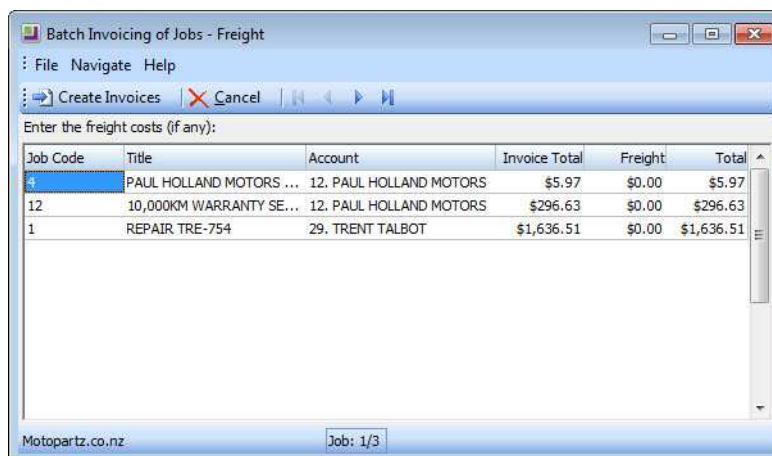 Batch Invoicing of Jobs - Freight
File Navigate Help
Create Invoices Cancel
Enter the freight costs (if any):
Job Code Title Account Invoice Total Freight Total
4 PAUL HOLLAND MOTORS ... 12. PAUL HOLLAND MOTORS $5.97 $0.00 $5.97
12 10,000KM WARRANTY SE... 12. PAUL HOLLAND MOTORS $296.63 $0.00 $296.63
1 REPAIR TRE-754 29. TRENT TALBOT $1,636.51 $0.00 $1,636.51
Motopartz.co.nz Job: 1/3